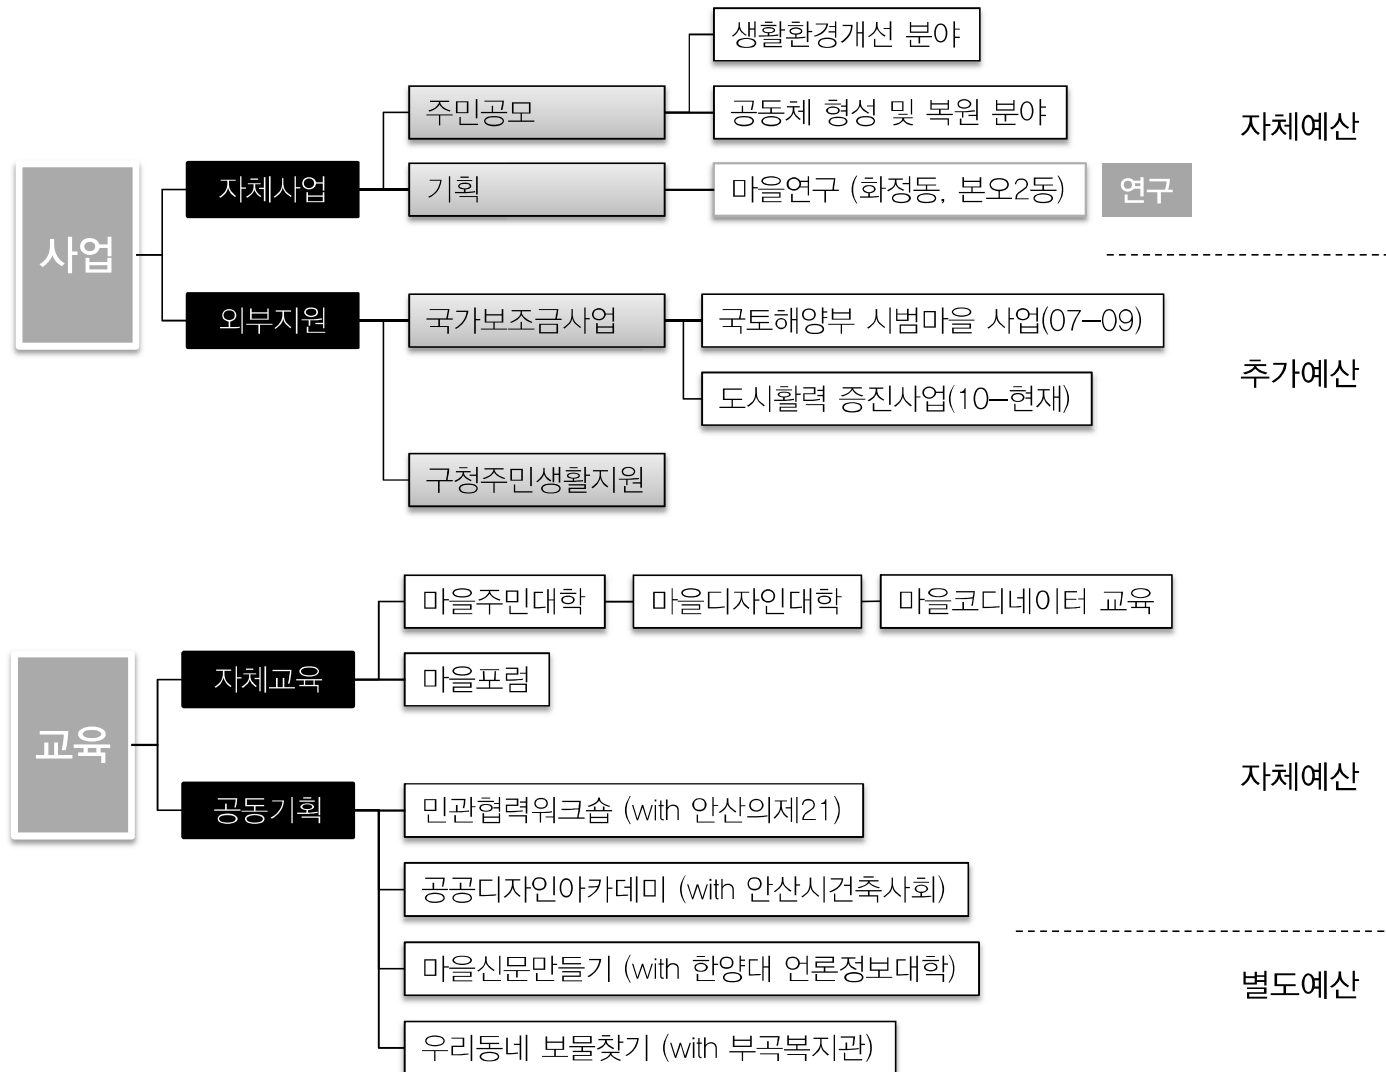 생활환경개선 분야
주민공모
공동체 형성 및 복원 분야
자체예산
자체사업
기획
마을연구 (화정동, 본오2동)
연구
사업
외부지원
국가보조금사업
국토해양부 시범마을 사업(07-09)
추가예산
도시활력 증진사업(10-현재)
구청주민생활지원
마을주민대학
마을디자인대학
마을코디네이터 교육
자체교육
마을포럼
교육
자체예산
공동기획
민관협력워크숍 (with 안산의제21)
공공디자인아카데미 (with 안산시건축사회)
마을신문만들기 (with 한양대 언론정보대학)
별도예산
우리동네 보물찾기 (with 부곡복지관)